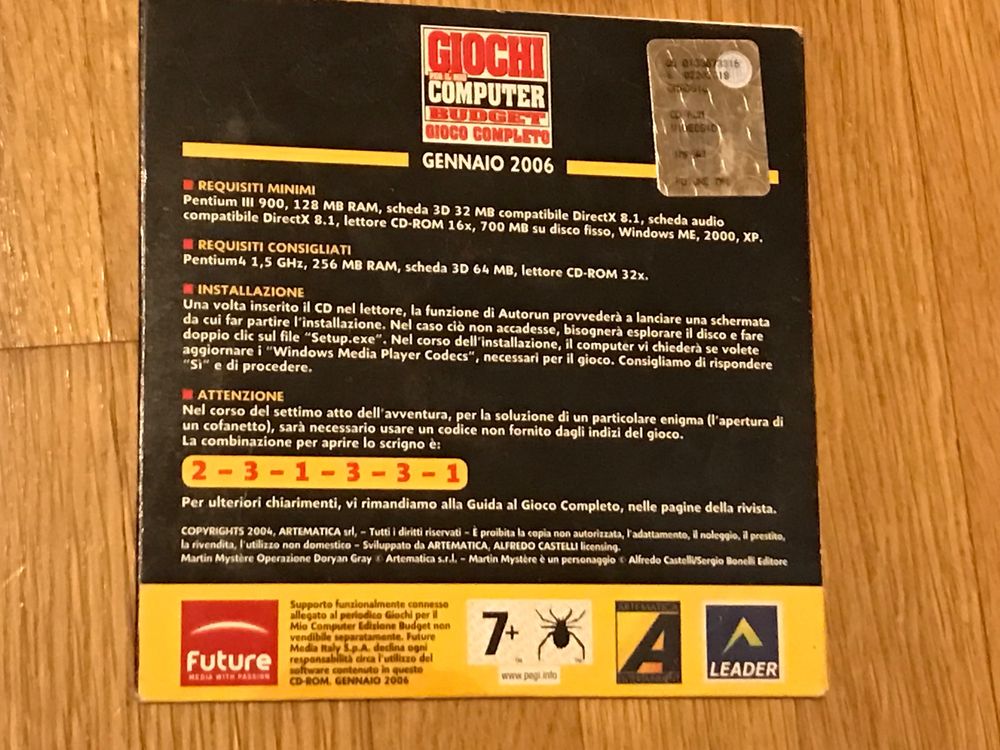 GIOCHI
COMPUTER
BUDGET
GIOCO COMPLETO
GENNAIO 2006
REQUISITI MINIMI
Pentium III 900, 128 MB RAM, scheda 3D 32 MB compatibile DirectX 8.1, scheda audio
compatibile DirectX 8.1, lettore CD-ROM 16x, 700 MB su disco fisso, Windows ME, 2000, XP.
REQUISITI CONSIGLIATI
Pentium4 1,5 GHz, 256 MB RAM, scheda 3D 64 MB, lettore CD-ROM 32x.
INSTALLAZIONE
Una volta inserito il CD nel lettore, la funzione di Autorun provvederà a lanciare una schermata
da cui far partire l'installazione. Nel caso ciò non accadesse, bisognerà esplorare il disco e fare
doppio clic sul file "Setup.exe". Nel corso dell'installazione, il computer vi chiederà se volete
aggiornare i "Windows Media Player Codecs", necessari per il gioco. Consigliamo di rispondere
"Sì" e di procedere.
ATTENZIONE
Nel corso del settimo atto dell'avventura, per la soluzione di un particolare enigma (l'apertura di
un cofanetto), sarà necessario usare un codice non fornito dagli indizi del gioco.
La combinazione per aprire lo scrigno è:
2 - 3 - 1 - 3 - 3 - 1
Per ulteriori chiarimenti, vi rimandiamo alla Guida al Gioco Completo, nelle pagine della rivista.
COPYRIGHTS 2004, ARTEMATICA srl, - Tutti i diritti riservati - È proibita la copia non autorizzata, l'adattamento, il noleggio, il prestito,
la rivendita, l'utilizzo non domestico - Sviluppato da ARTEMATICA, ALFREDO CASTELLI licensing.
Martin Mystère Operazione Doryan Gray © Artematica s.r.l. - Martin Mystère è un personaggio © Alfredo Castelli/Sergio Bonelli Editore
Future
MEDIA WITH PASSION
Supporto funzionalmente connesso
allegato al periodico Giochi per il
Mio Computer Edizione Budget non
vendibile separatamente. Future
Media Italy S.p.A. declina ogni
responsabilità circa l'utilizzo del
software contenuto in questo
CD-ROM. GENNAIO 2006
7+
www.pegi.info
ARTEMATICA
LEADER